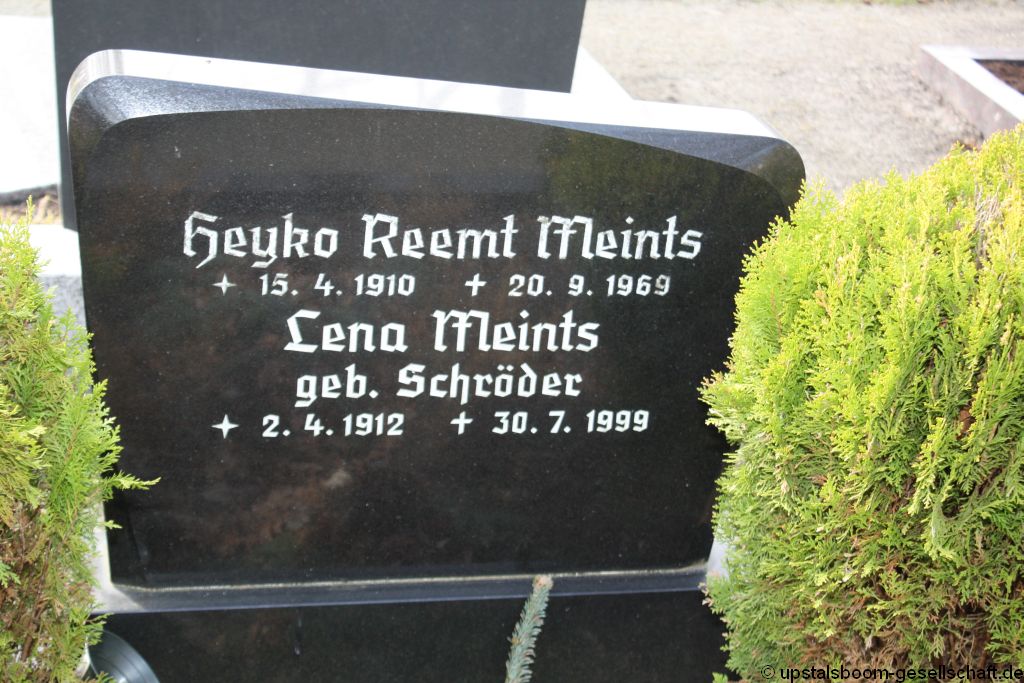 Heyko Reemt Meints
✦ 15. 4. 1910 ✝ 20. 9. 1969
Lena Meints
geb. Schröder
✦ 2. 4. 1912 ✝ 30. 7. 1999
© upstalsboom-gesellschaft.de